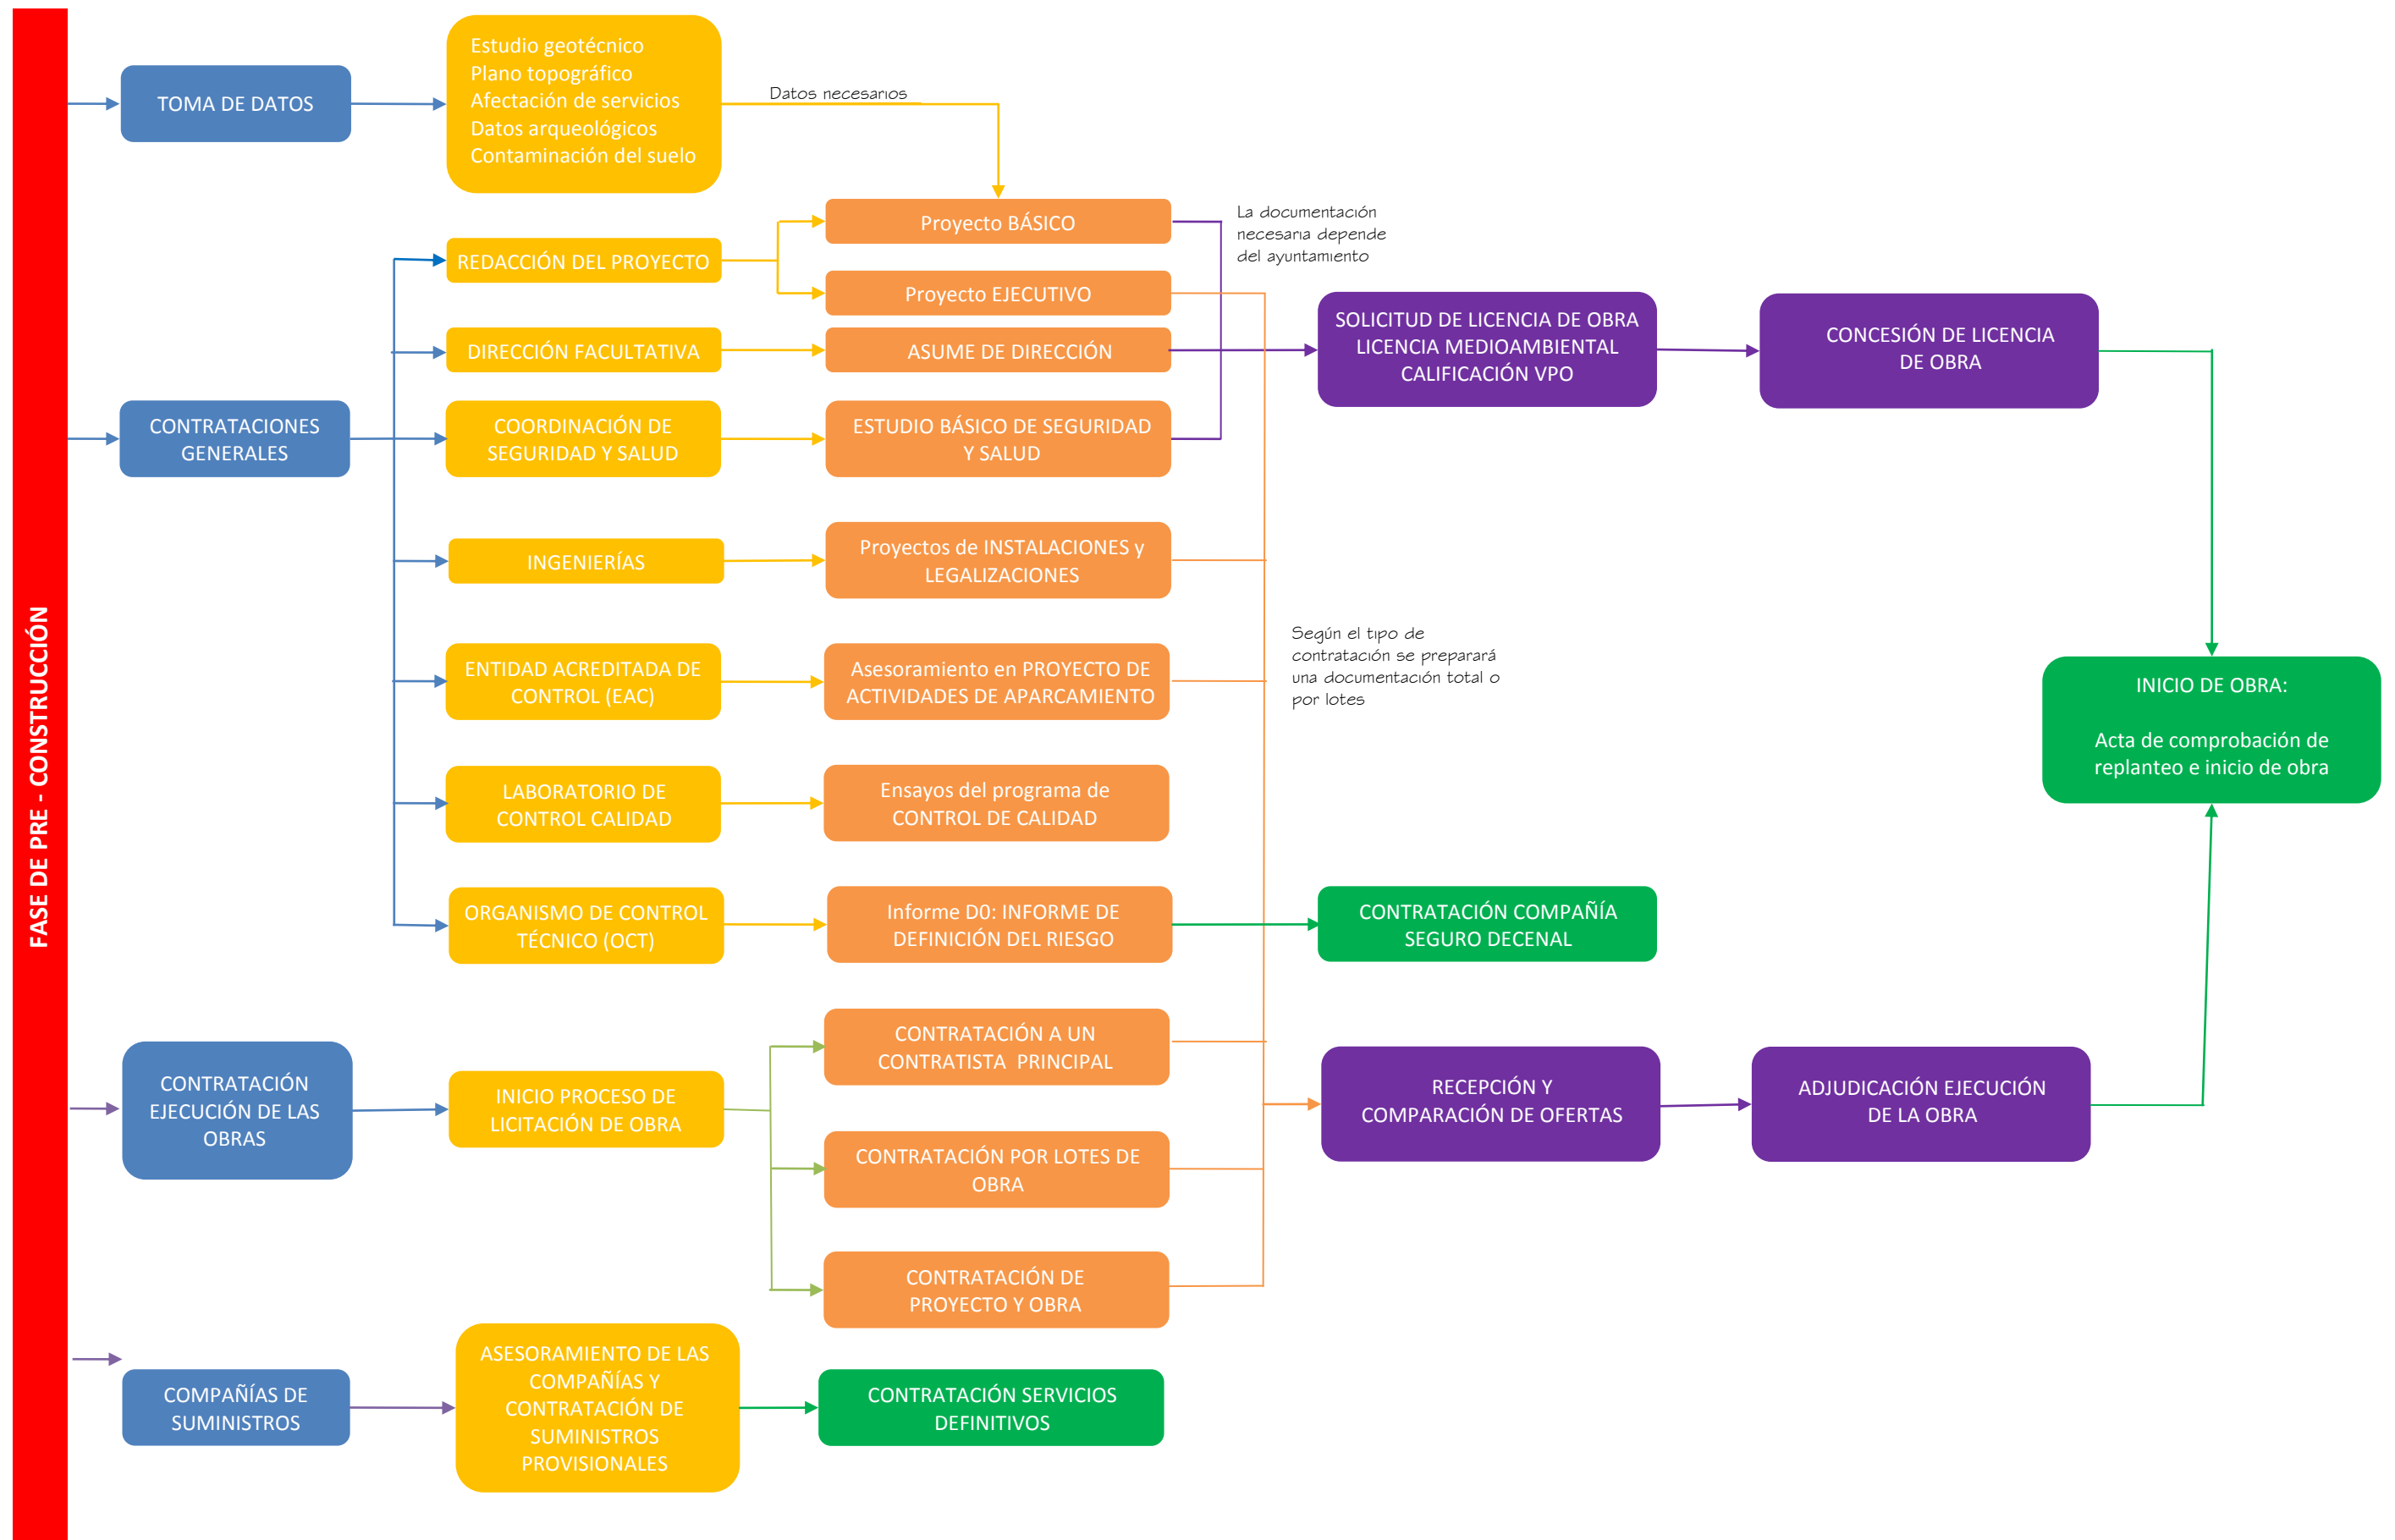 FASE DE PRE - CONSTRUCCIÓN
TOMA DE DATOS
Estudio geotécnico
Plano topográfico
Afectación de servicios
Datos arqueológicos
Contaminación del suelo
Datos necesarios
CONTRATACIONES
GENERALES
REDACCIÓN DEL PROYECTO
Proyecto BÁSICO
Proyecto EJECUTIVO
La documentación
necesaria depende
del ayuntamiento
DIRECCIÓN FACULTATIVA
ASUME DE DIRECCIÓN
SOLICITUD DE LICENCIA DE OBRA
LICENCIA MEDIOAMBIENTAL
CALIFICACIÓN VPO
CONCESIÓN DE LICENCIA
DE OBRA
COORDINACIÓN DE
SEGURIDAD Y SALUD
ESTUDIO BÁSICO DE SEGURIDAD
Y SALUD
INGENIERÍAS
Proyectos de INSTALACIONES y
LEGALIZACIONES
ENTIDAD ACREDITADA DE
CONTROL (EAC)
Asesoramiento en PROYECTO DE
ACTIVIDADES DE APARCAMIENTO
Según el tipo de
contratación se preparará
una documentación total o
por lotes
INICIO DE OBRA:
Acta de comprobación de
replanteo e inicio de obra
LABORATORIO DE
CONTROL CALIDAD
Ensayos del programa de
CONTROL DE CALIDAD
ORGANISMO DE CONTROL
TÉCNICO (OCT)
Informe D0: INFORME DE
DEFINICIÓN DEL RIESGO
CONTRATACIÓN COMPAÑÍA
SEGURO DECENAL
CONTRATACIÓN
EJECUCIÓN DE LAS
OBRAS
INICIO PROCESO DE
LICITACIÓN DE OBRA
CONTRATACIÓN A UN
CONTRATISTA PRINCIPAL
CONTRATACIÓN POR LOTES DE
OBRA
CONTRATACIÓN DE
PROYECTO Y OBRA
RECEPCIÓN Y
COMPARACIÓN DE OFERTAS
ADJUDICACIÓN EJECUCIÓN
DE LA OBRA
COMPAÑÍAS DE
SUMINISTROS
ASESORAMIENTO DE LAS
COMPAÑÍAS Y
CONTRATACIÓN DE
SUMINISTROS
PROVISIONALES
CONTRATACIÓN SERVICIOS
DEFINITIVOS